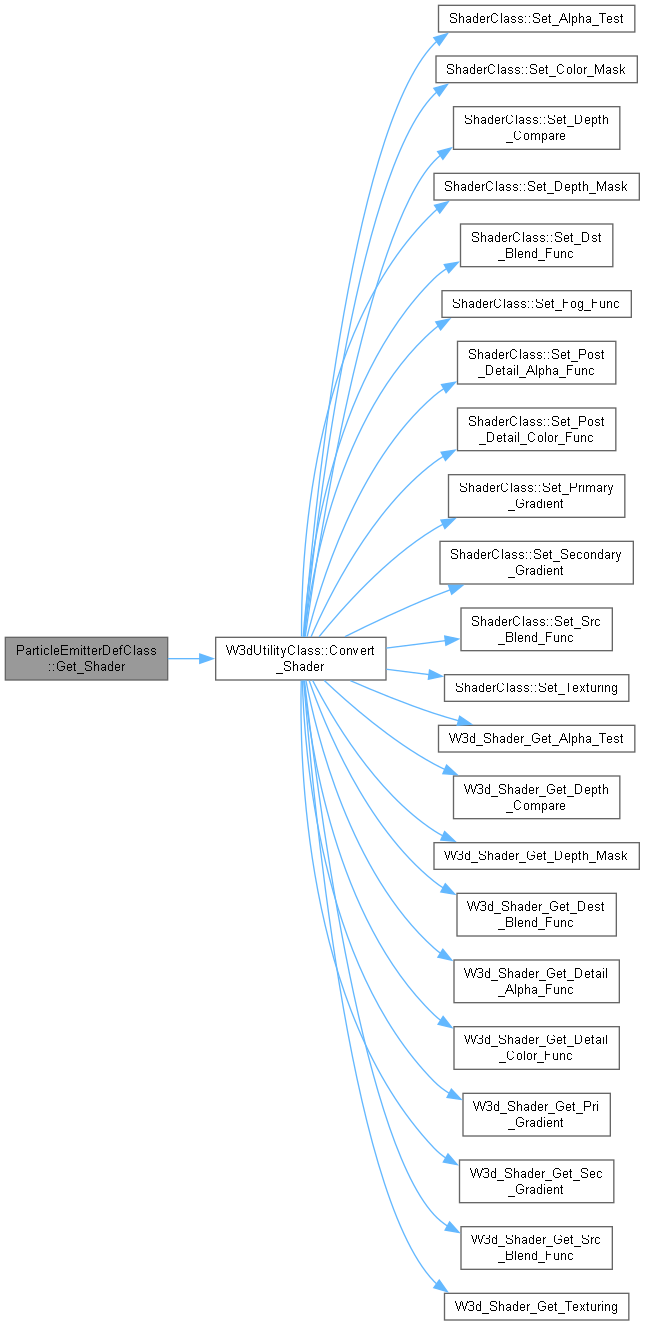 ShaderClass::Set_Alpha_Test
ShaderClass::Set_Color_Mask
ShaderClass::Set_Depth
_Compare
ShaderClass::Set_Depth_Mask
ShaderClass::Set_Dst
_Blend_Func
ShaderClass::Set_Fog_Func
ShaderClass::Set_Post
_Detail_Alpha_Func
ShaderClass::Set_Post
_Detail_Color_Func
ShaderClass::Set_Primary
_Gradient
ShaderClass::Set_Secondary
_Gradient
ShaderClass::Set_Src
_Blend_Func
ParticleEmitterDefClass
::Get_Shader
W3dUtilityClass::Convert
_Shader
ShaderClass::Set_Texturing
W3d_Shader_Get_Alpha_Test
W3d_Shader_Get_Depth
_Compare
W3d_Shader_Get_Depth_Mask
W3d_Shader_Get_Dest
_Blend_Func
W3d_Shader_Get_Detail
_Alpha_Func
W3d_Shader_Get_Detail
_Color_Func
W3d_Shader_Get_Pri
_Gradient
W3d_Shader_Get_Sec
_Gradient
W3d_Shader_Get_Src
_Blend_Func
W3d_Shader_Get_Texturing